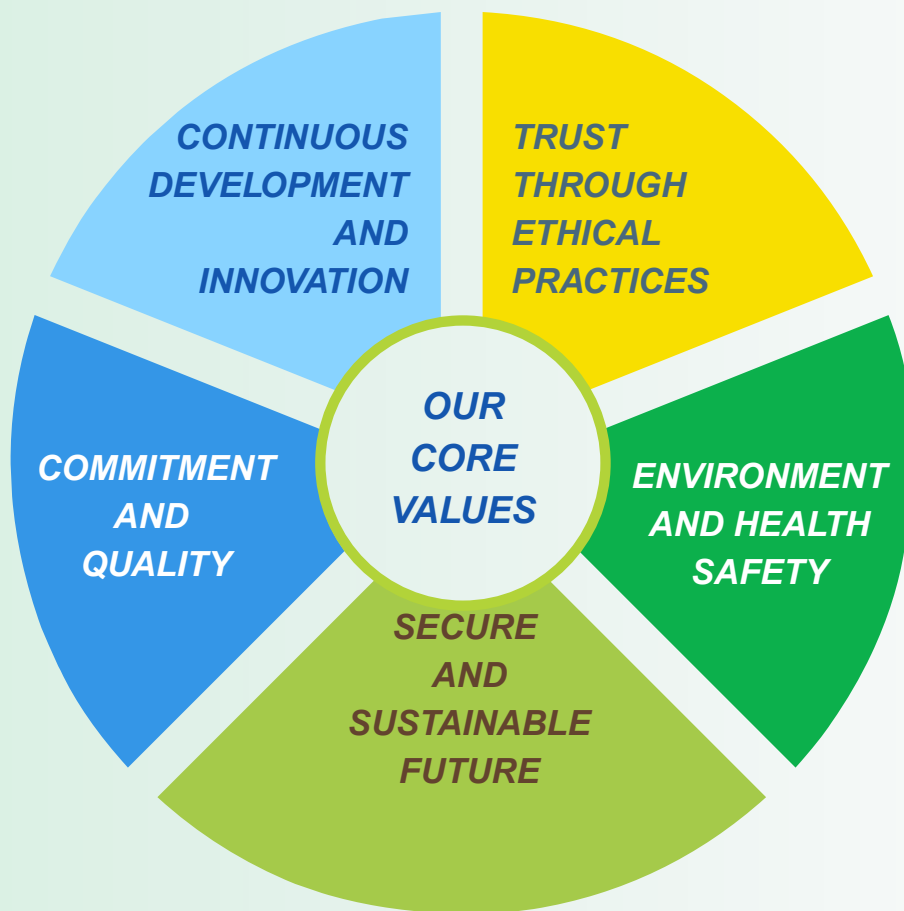 CONTINUOUS
DEVELOPMENT
AND
INNOVATION
TRUST
THROUGH
ETHICAL
PRACTICES
OUR
CORE
VALUES
COMMITMENT
AND
QUALITY
ENVIRONMENT
AND HEALTH
SAFETY
SECURE
AND
SUSTAINABLE
FUTURE